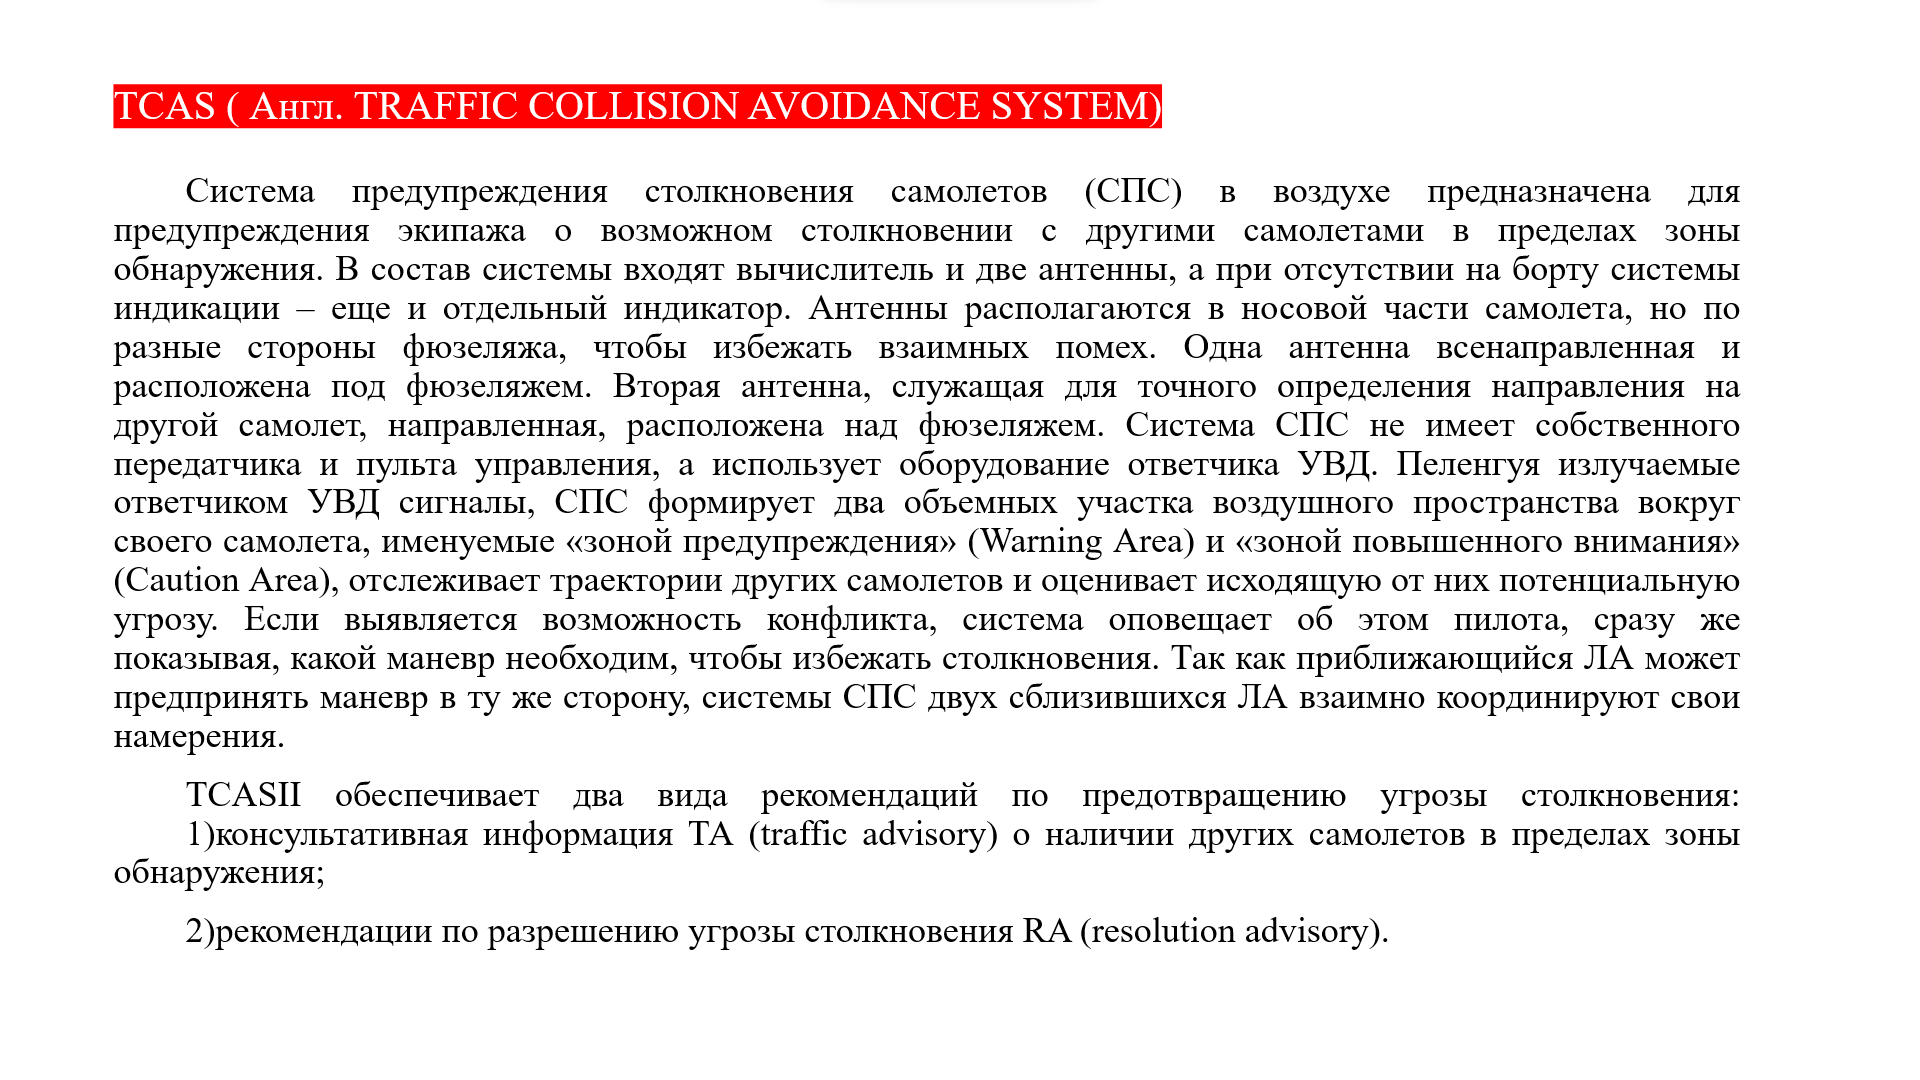 TCAS ( Англ. TRAFFIC COLLISION AVOIDANCE SYSTEM)
Система предупреждения столкновения самолетов (СПС) в воздухе предназначена для
предупреждения экипажа о возможном столкновении с другими самолетами в пределах зоны
обнаружения. В состав системы входят вычислитель и две антенны, а при отсутствии на борту системы
индикации – еще и отдельный индикатор. Антенны располагаются в носовой части самолета, но по
разные стороны фюзеляжа, чтобы избежать взаимных помех. Одна антенна всенаправленная и
расположена под фюзеляжем. Вторая антенна, служащая для точного определения направления на
другой самолет, направленная, расположена над фюзеляжем. Система СПС не имеет собственного
передатчика и пульта управления, а использует оборудование ответчика УВД. Пеленгуя излучаемые
ответчиком УВД сигналы, СПС формирует два объемных участка воздушного пространства вокруг
своего самолета, именуемые «зоной предупреждения» (Warning Area) и «зоной повышенного внимания»
(Caution Area), отслеживает траектории других самолетов и оценивает исходящую от них потенциальную
угрозу. Если выявляется возможность конфликта, система оповещает об этом пилота, сразу же
показывая, какой маневр необходим, чтобы избежать столкновения. Так как приближающийся ЛА может
предпринять маневр в ту же сторону, системы СПС двух сблизившихся ЛА взаимно координируют свои
намерения.
TCASII обеспечивает два вида рекомендаций по предотвращению угрозы столкновения:
1)консультативная информация TA (traffic advisory) о наличии других самолетов в пределах зоны
обнаружения;
2)рекомендации по разрешению угрозы столкновения RA (resolution advisory).